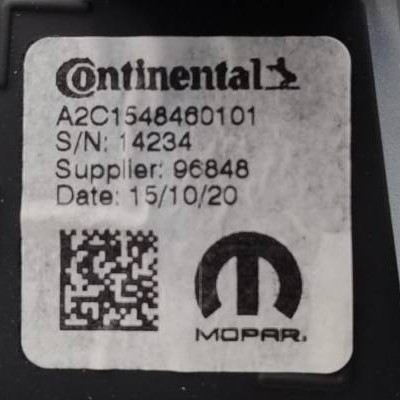 Continental
A2C1548460101
S/N: 14234
Supplier: 96848
Date: 15/10/20
MOPAR.